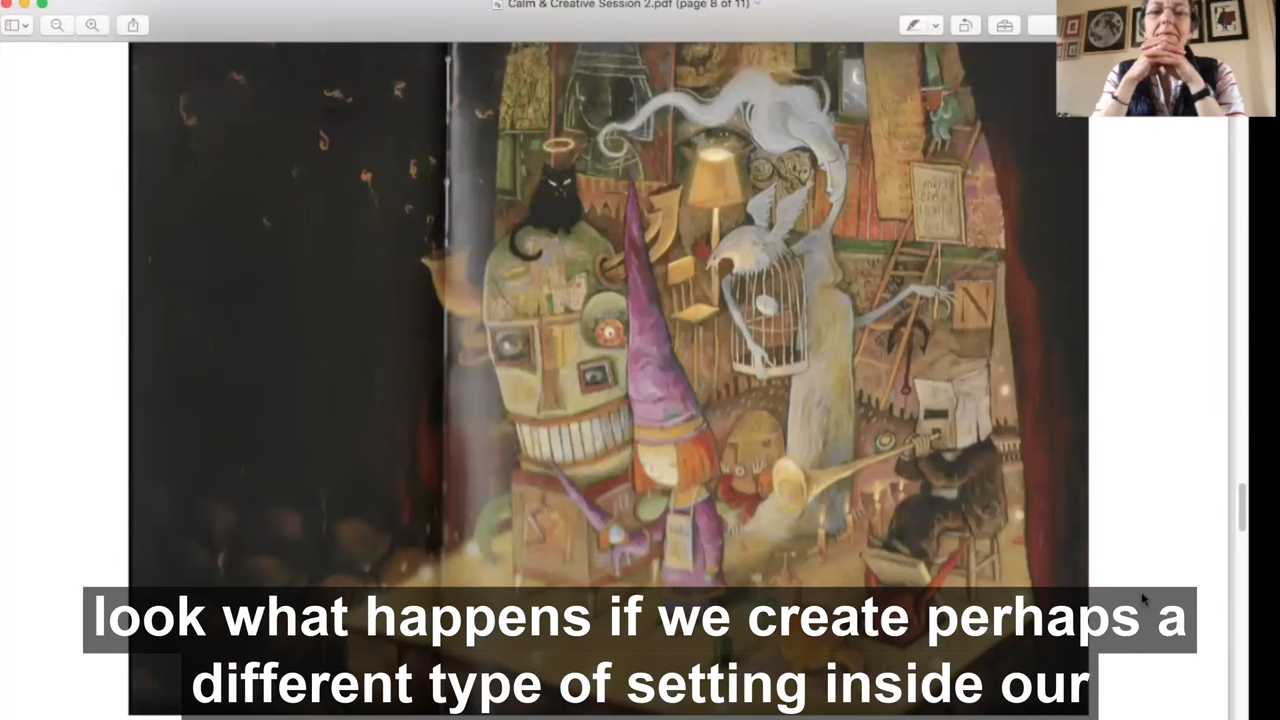 Calm & Creative Session 2.pdf (page 8 of 11)
N
look what happens if we create perhaps a
different type of setting inside our